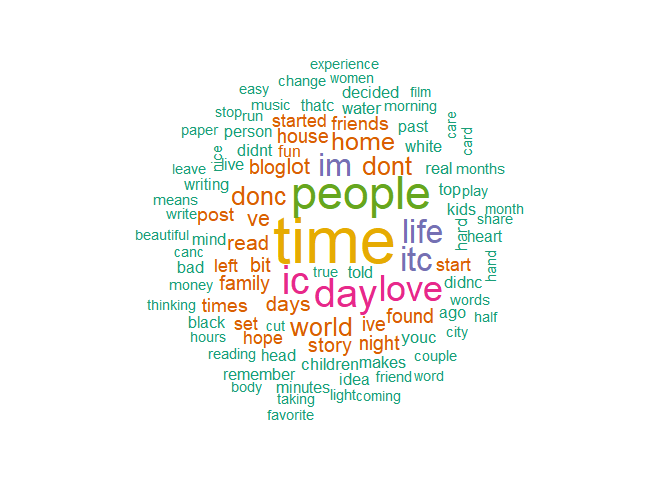 experience
change women
easy decided film
music thatc water morning
stop run started friends care
paper person house home past card
nice didnt fun white
leave live blog lot im dont real months
writing people top play
means donc kids month
write post ve time life hard share
beautiful mind read itc heart
canc left bit ic true told start hand
bad family day love didnc
money words
thinking times days found ago half
black set cut world ive city
hours hope story night youc
reading head children makes couple
remember idea friend word
body minutes light coming
taking
favorite